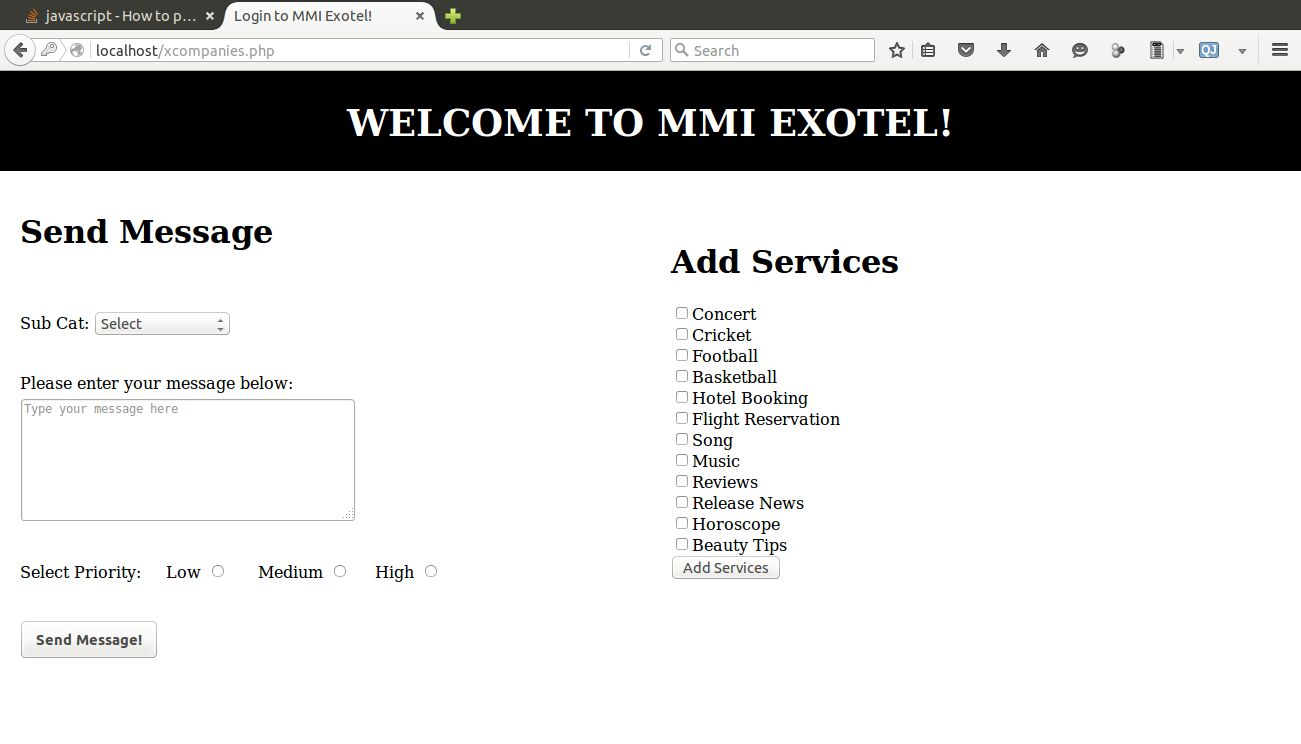 javascript - How to p...
Login to MMI Exotel!
localhost/xcompanies.php
Search
QJ
WELCOME TO MMI EXOTEL!
Send Message
Sub Cat: Select
Please enter your message below:
Type your message here
Select Priority: Low Medium High
Send Message!
Add Services
Concert
Cricket
Football
Basketball
Hotel Booking
Flight Reservation
Song
Music
Reviews
Release News
Horoscope
Beauty Tips
Add Services